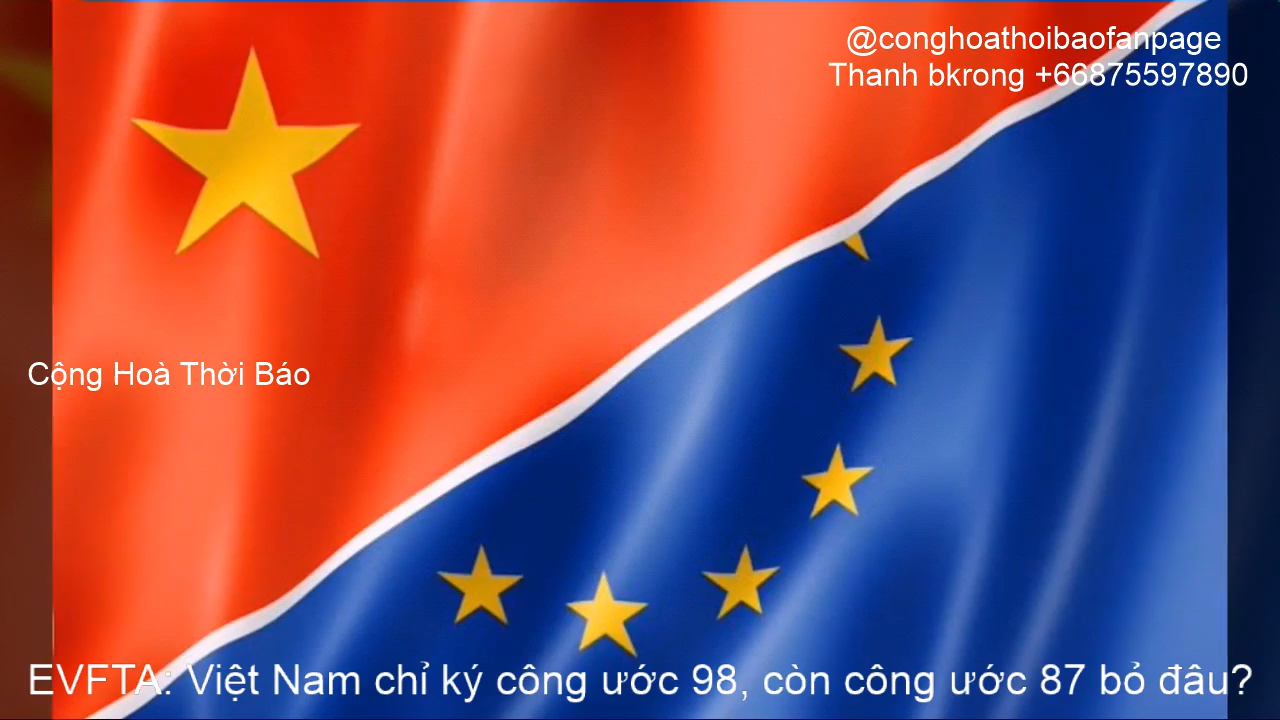 @conghoathoibaofanpage
Thanh bkrong +66875597890
Cộng Hoà Thời Báo
EVFTA: Việt Nam chỉ ký công ước 98, còn công ước 87 bỏ đâu?